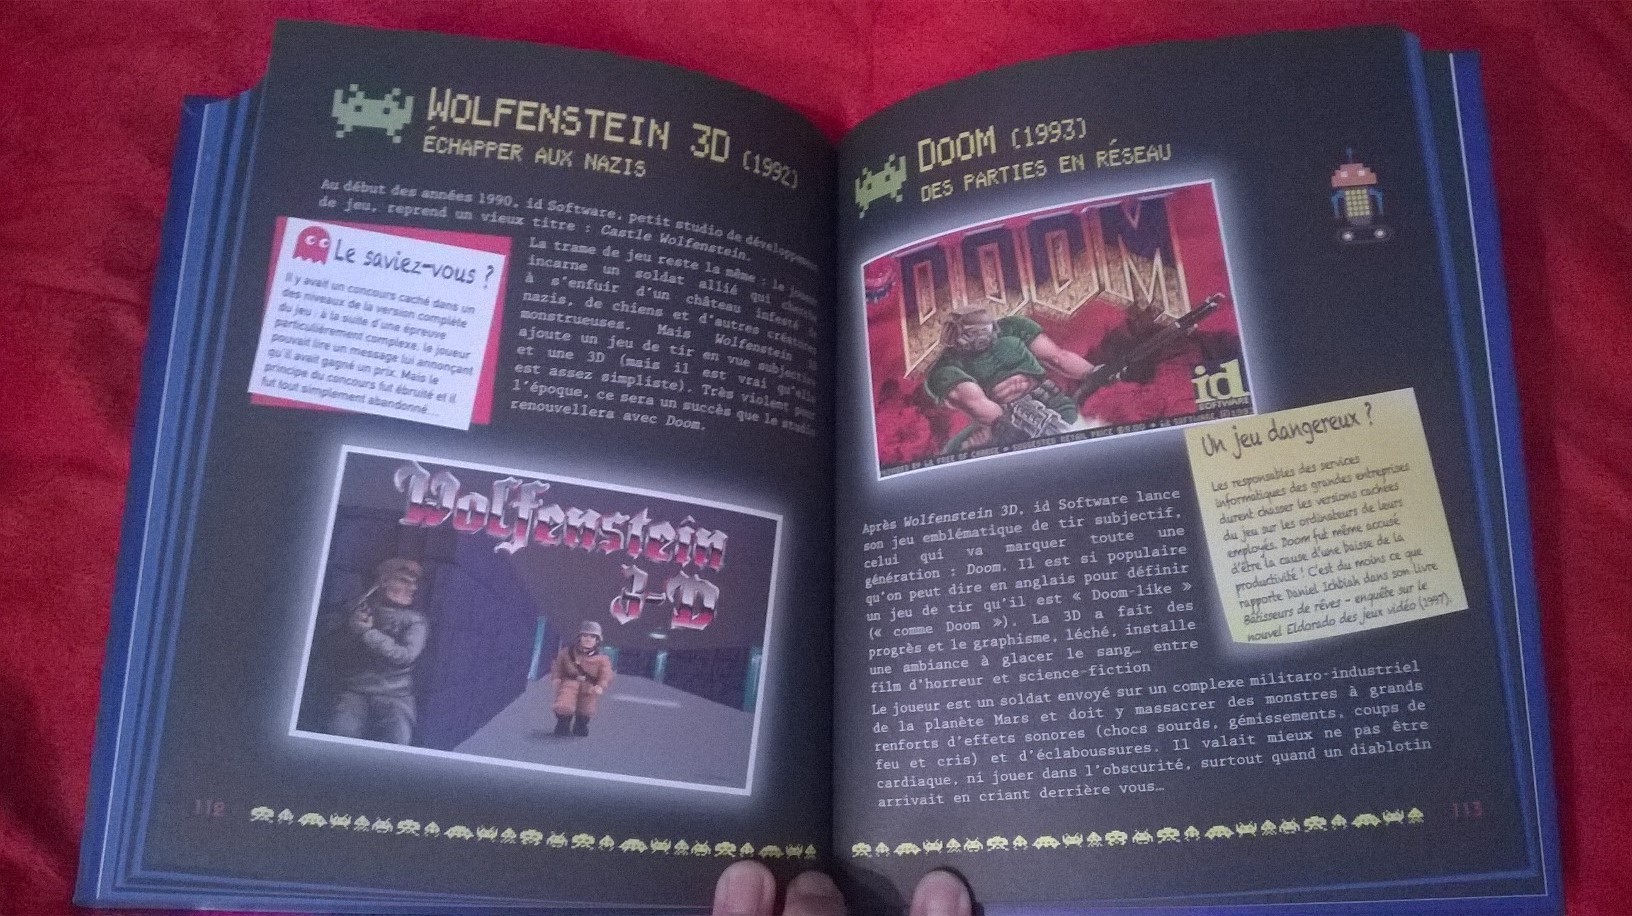 WOLFENSTEIN 3D (1992)
ÉCHAPPER AUX NAZIS
Au début des années 1990, id Software, petit studio de développement
de jeu, reprend un vieux titre : Castle Wolfenstein.
La trame de jeu reste la même : le joueur
incarne un soldat allié qui cherche
à s'enfuir d'un château infesté de
nazis, de chiens et d'autres créatures
monstrueuses. Mais Wolfenstein 3D
ajoute un jeu de tir en vue subjective
et une 3D (mais il est vrai qu'elle
est assez simpliste). Très violent pour
l'époque, ce sera un succès que le studio
renouvellera avec Doom.
Le saviez-vous ?
Il y avait un concours caché dans un
des niveaux de la version complète
du jeu : à la suite d'une épreuve
particulièrement complexe, le joueur
pouvait lire un message lui annonçant
qu'il avait gagné un prix. Mais le
principe du concours fut ébruité et il
fut tout simplement abandonné...
Wolfenstein
3-D
112
DOOM (1993)
DES PARTIES EN RÉSEAU
DOOM
id
SOFTWARE
FREE OF CHARGE • SUGGESTED RETAIL PRICE $9.00 • ID SOFTWARE, © 1993
Après Wolfenstein 3D, id Software lance
son jeu emblématique de tir subjectif,
celui qui va marquer toute une
génération : Doom. Il est si populaire
qu'on peut dire en anglais pour définir
un jeu de tir qu'il est « Doom-like »
(« comme Doom »). La 3D a fait des
progrès et le graphisme, léché, installe
une ambiance à glacer le sang… entre
film d'horreur et science-fiction
Le joueur est un soldat envoyé sur un complexe militaro-industriel
de la planète Mars et doit y massacrer des monstres à grands
renforts d'effets sonores (chocs sourds, gémissements, coups de
feu et cris) et d'éclaboussures. Il valait mieux ne pas être
cardiaque, ni jouer dans l'obscurité, surtout quand un diablotin
arrivait en criant derrière vous…
Un jeu dangereux ?
Les responsables des services
informatiques des grandes entreprises
durent chasser les versions cachées
du jeu sur les ordinateurs de leurs
employés. Doom fut même accusé
d'être la cause d'une baisse de la
productivité ! C'est du moins ce que
rapporte Daniel Ichbiah dans son livre
Bâtisseurs de rêves - enquête sur le
nouvel Eldorado des jeux vidéo (1997).
113